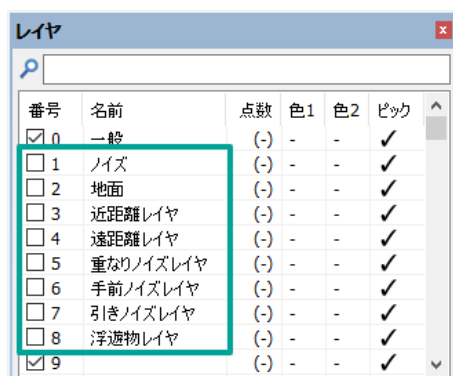 レイヤ
番号 名前 点数 色1 色2 ピック
0 一般 (-) - -
1 ノイズ (-) - -
2 地面 (-) - -
3 近距離レイヤ (-) - -
4 遠距離レイヤ (-) - -
5 重なりノイズレイヤ (-) - -
6 手前ノイズレイヤ (-) - -
7 引きノイズレイヤ (-) - -
8 浮遊物レイヤ (-) - -
9 (-) - -